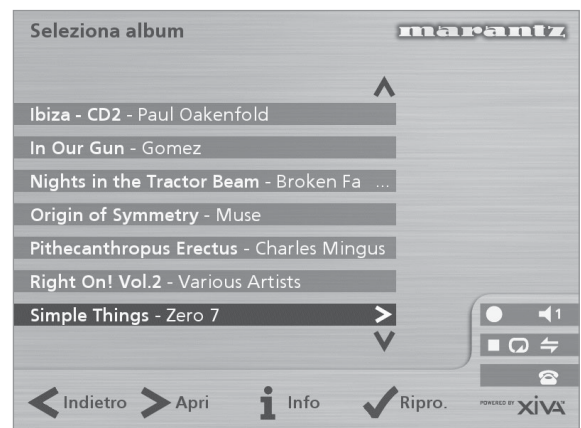 Seleziona album
marantz
Ibiza - CD2 - Paul Oakenfold
In Our Gun - Gomez
Nights in the Tractor Beam - Broken Fa ...
Origin of Symmetry - Muse
Pithecanthropus Erectus - Charles Mingus
Right On! Vol.2 - Various Artists
Simple Things - Zero 7
1
Indietro Apri Info Ripro.
POWERED BY XiVA™